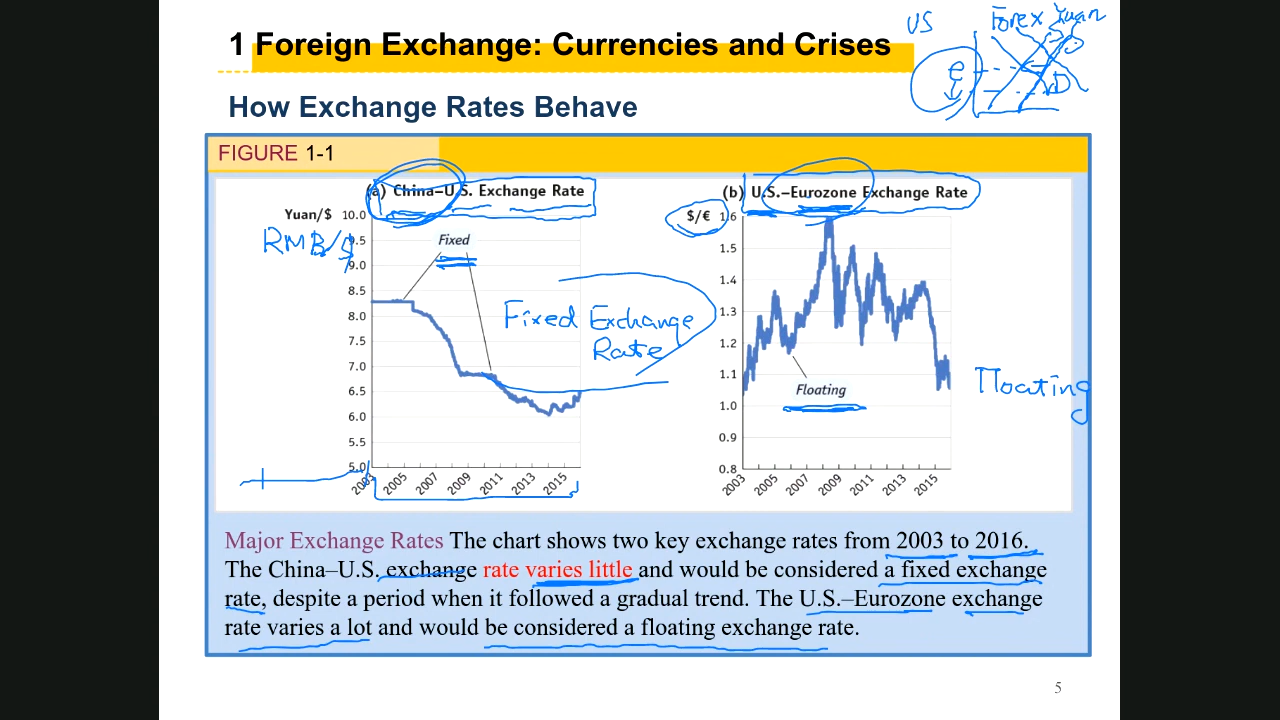 1 Foreign Exchange: Currencies and Crises
US
Forex Yuan
e
D
How Exchange Rates Behave
FIGURE 1-1
(a) China–U.S. Exchange Rate
Yuan/$
RMB/$
10.0
9.5
9.0
8.5
8.0
7.5
7.0
6.5
6.0
5.5
5.0
Fixed
Fixed Exchange
Rate
2003 2005 2007 2009 2011 2013 2015
(b) U.S.–Eurozone Exchange Rate
$/€
1.6
1.5
1.4
1.3
1.2
1.1
1.0
0.9
0.8
Floating
Floating
2003 2005 2007 2009 2011 2013 2015
Major Exchange Rates The chart shows two key exchange rates from 2003 to 2016.
The China–U.S. exchange rate varies little and would be considered a fixed exchange
rate, despite a period when it followed a gradual trend. The U.S.–Eurozone exchange
rate varies a lot and would be considered a floating exchange rate.
5